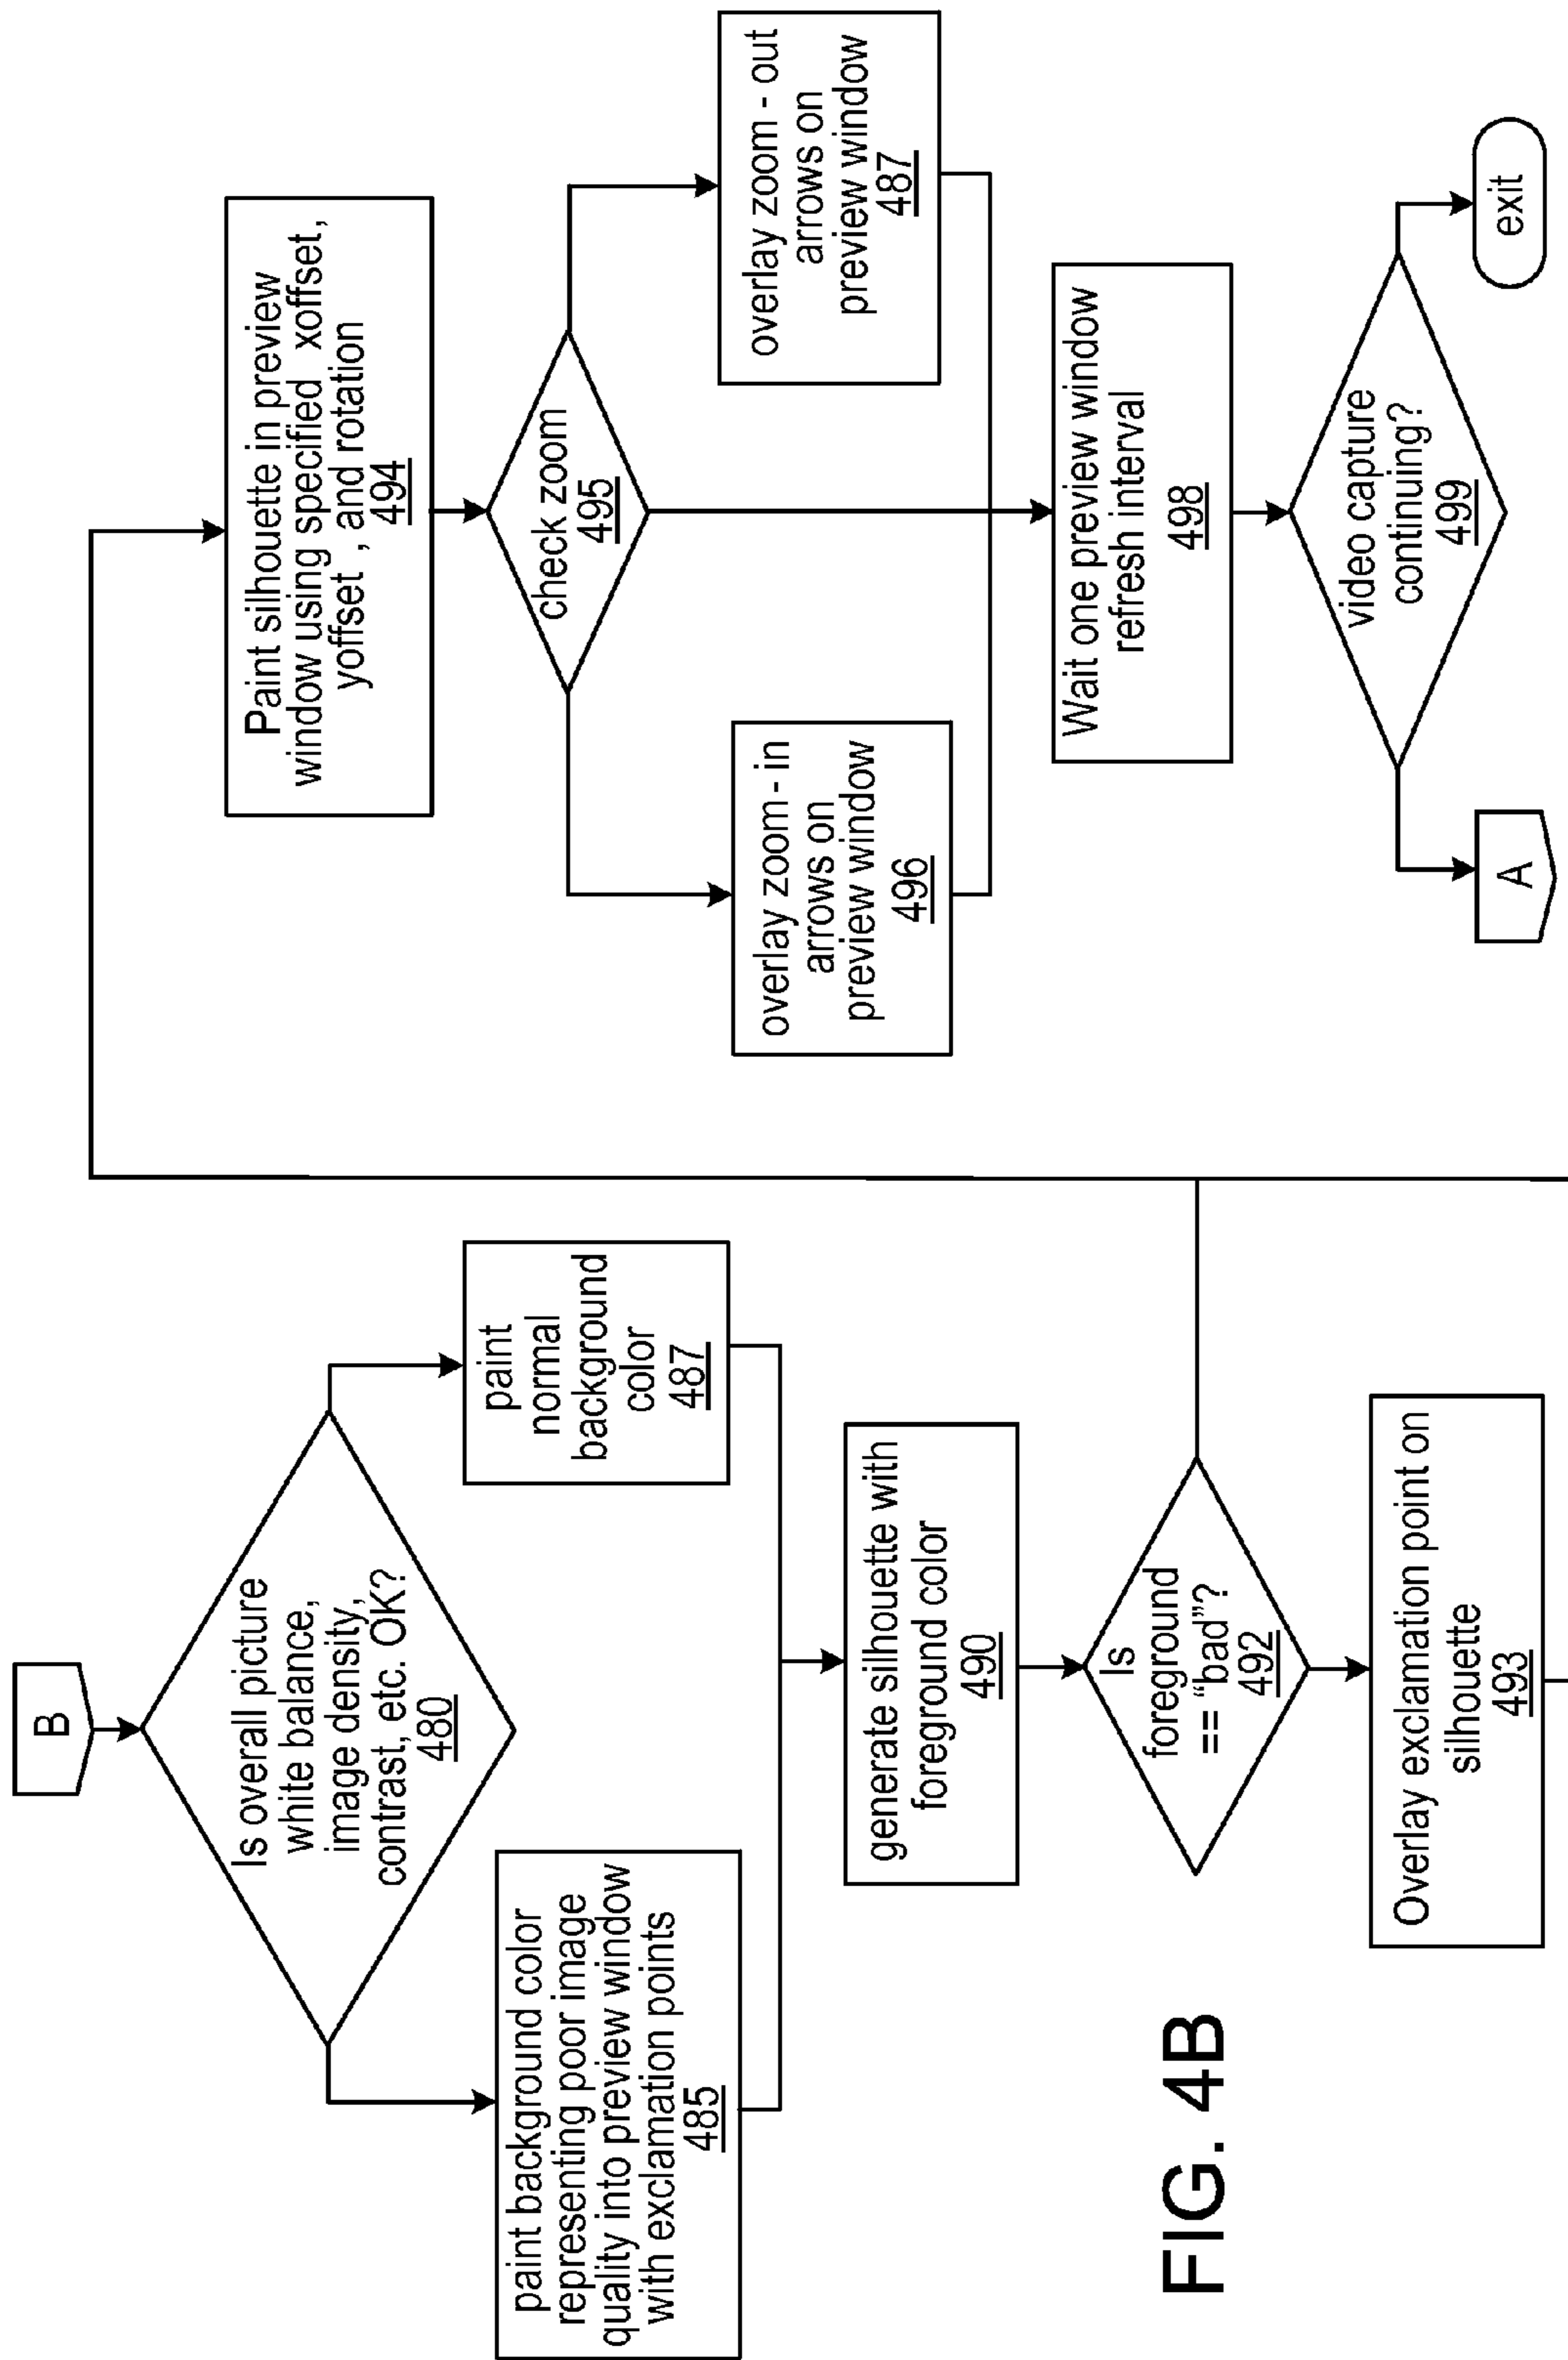 B
Is overall picture
white balance,
image density,
contrast, etc. OK?
480
paint background color
representing poor image
quality into preview window
with exclamation points
485
paint
normal
background
color
487
generate silhouette with
foreground color
490
Is
foreground
== “bad”?
492
Overlay exclamation point on
silhouette
493
Paint silhouette in preview
window using specified xoffset,
yoffset , and rotation
494
check zoom
495
overlay zoom - in
arrows on
preview window
496
overlay zoom - out
arrows on
preview window
487
Wait one preview window
refresh interval
498
video capture
continuing?
499
A
exit
FIG. 4B